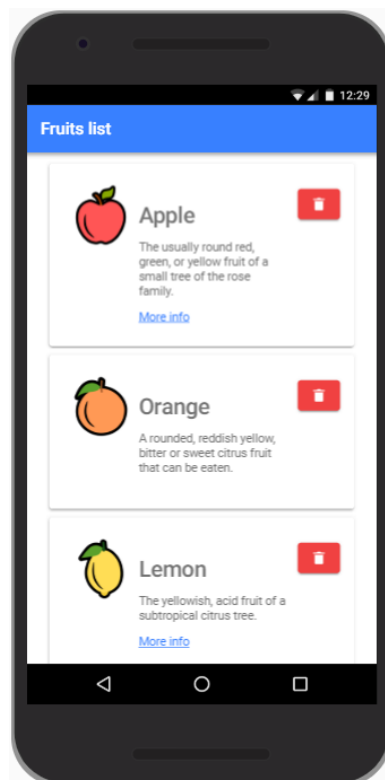 12:29
Fruits list
Apple
The usually round red,
green, or yellow fruit of a
small tree of the rose
family.
More info
Orange
A rounded, reddish yellow,
bitter or sweet citrus fruit
that can be eaten.
Lemon
The yellowish, acid fruit of a
subtropical citrus tree.
More info